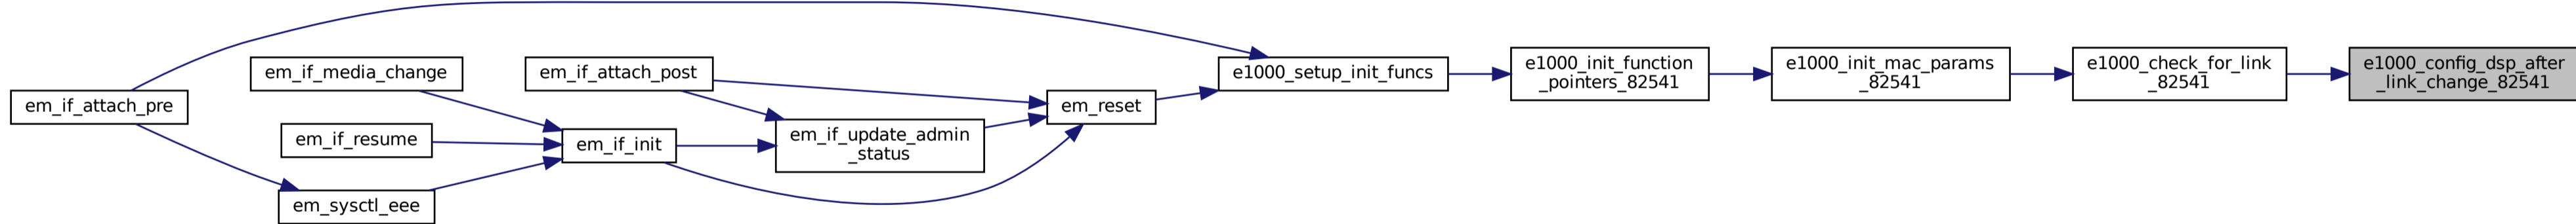 em_if_attach_pre
em_if_media_change
em_if_resume
em_sysctl_eee
em_if_attach_post
em_if_init
em_if_update_admin
_status
em_reset
e1000_setup_init_funcs
e1000_init_function
_pointers_82541
e1000_init_mac_params
_82541
e1000_check_for_link
_82541
e1000_config_dsp_after
_link_change_82541